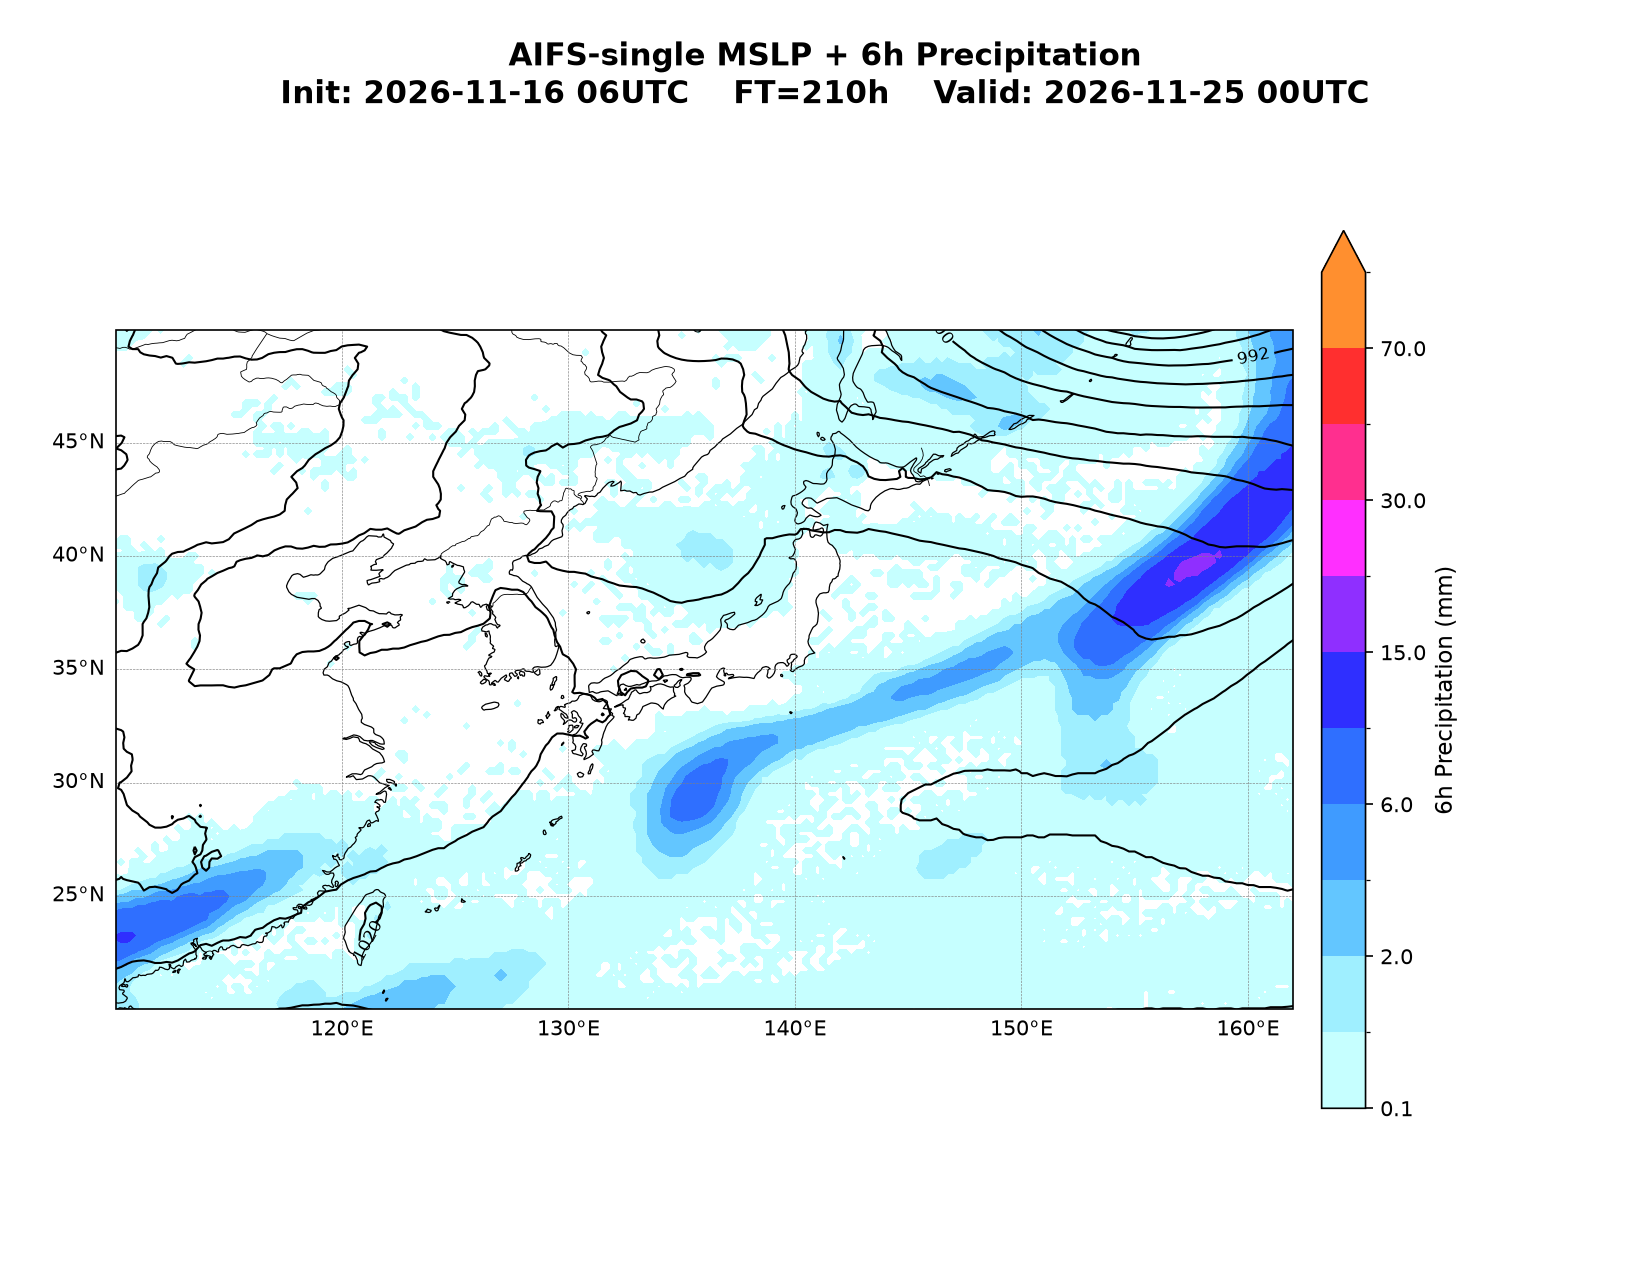 AIFS-single MSLP + 6h Precipitation
Init: 2026-11-16 06UTC    FT=210h    Valid: 2026-11-25 00UTC
992
45°N
40°N
35°N
30°N
25°N
120°E
130°E
140°E
150°E
160°E
70.0
30.0
15.0
6.0
2.0
0.1
6h Precipitation (mm)